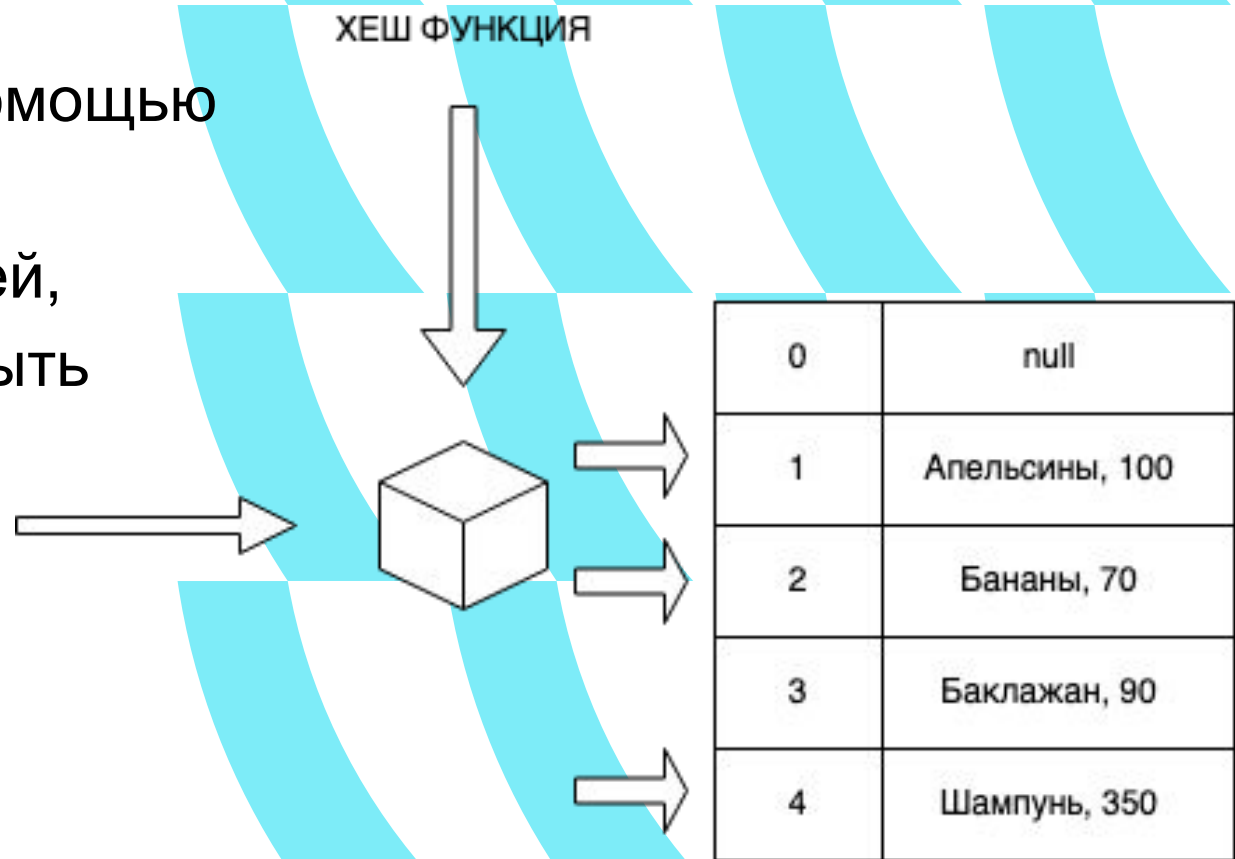 ХЕШ ФУНКЦИЯ
омощью
ей,
ыть
0 null
1 Апельсины, 100
2 Бананы, 70
3 Баклажан, 90
4 Шампунь, 350